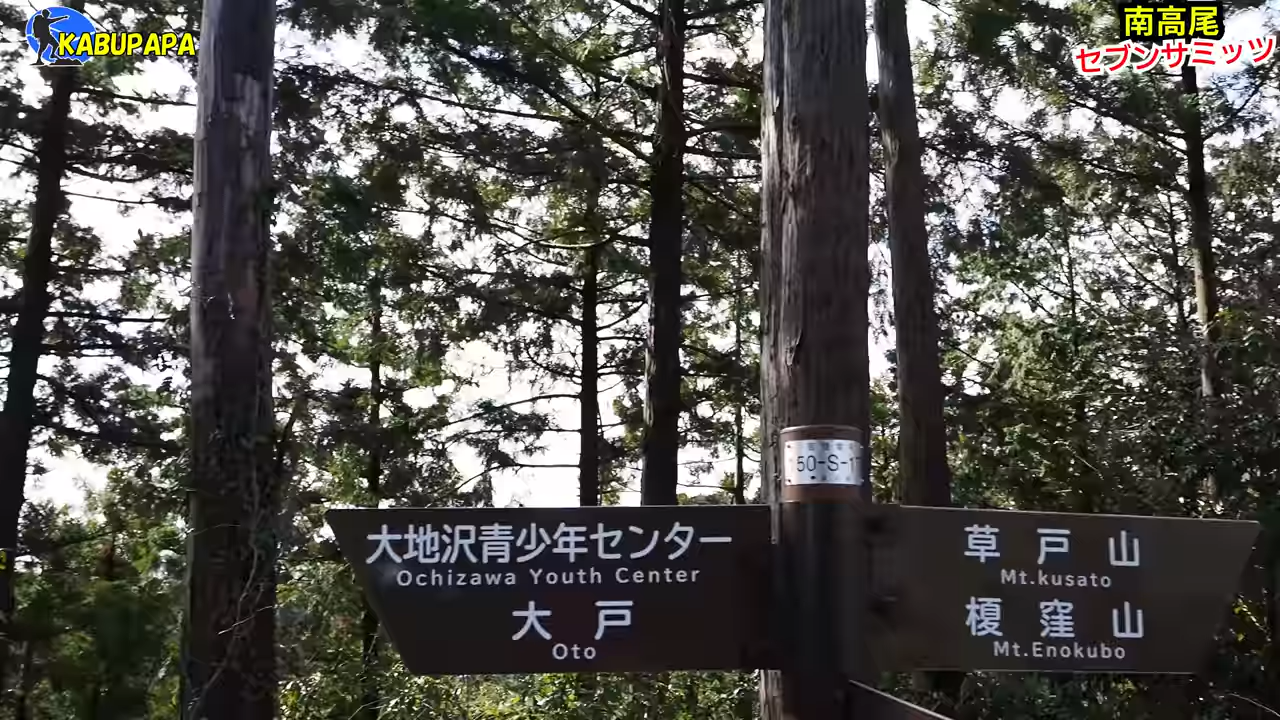 KABUPAPA
南高尾
セブンサミッツ
50-S-1
大地沢青少年センター
Ochizawa Youth Center
大戸
Oto
草戸山
Mt.kusato
榎窪山
Mt.Enokubo